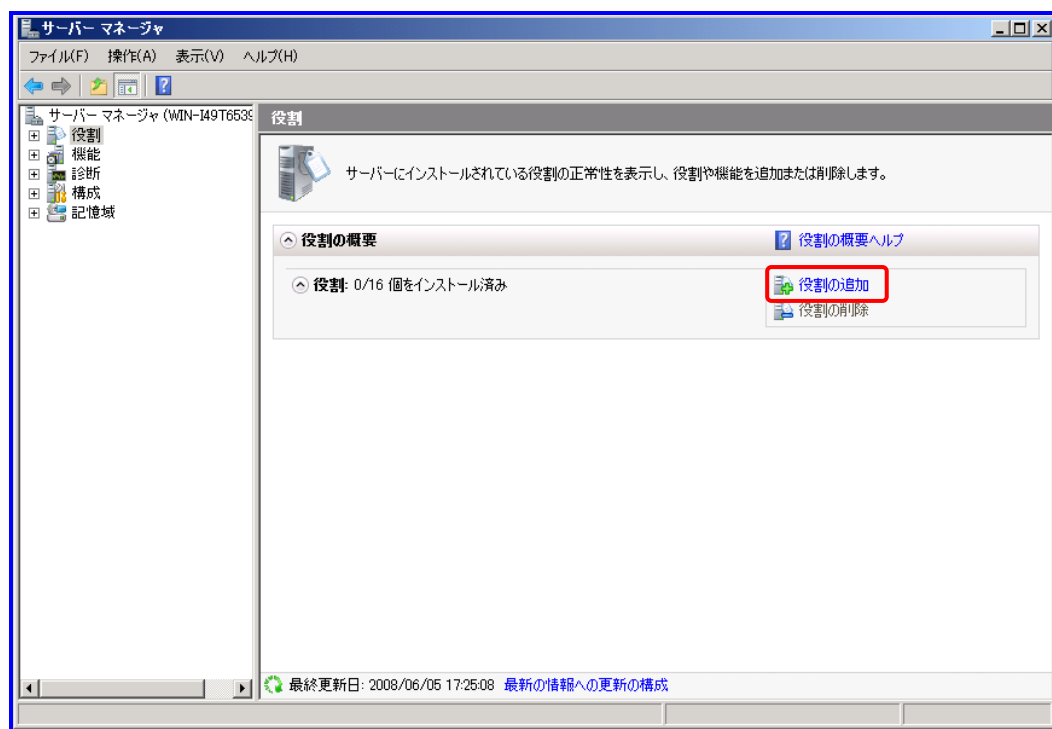 サーバー マネージャ
ファイル(F) 操作(A) 表示(V) ヘルプ(H)
サーバー マネージャ (WIN-I49T6539
役割
機能
診断
構成
記憶域
役割
サーバーにインストールされている役割の正常性を表示し、役割や機能を追加または削除します。
役割の概要
役割の概要ヘルプ
役割: 0/16 個をインストール済み
役割の追加
役割の削除
最終更新日: 2008/06/05 17:25:08 最新の情報への更新の構成